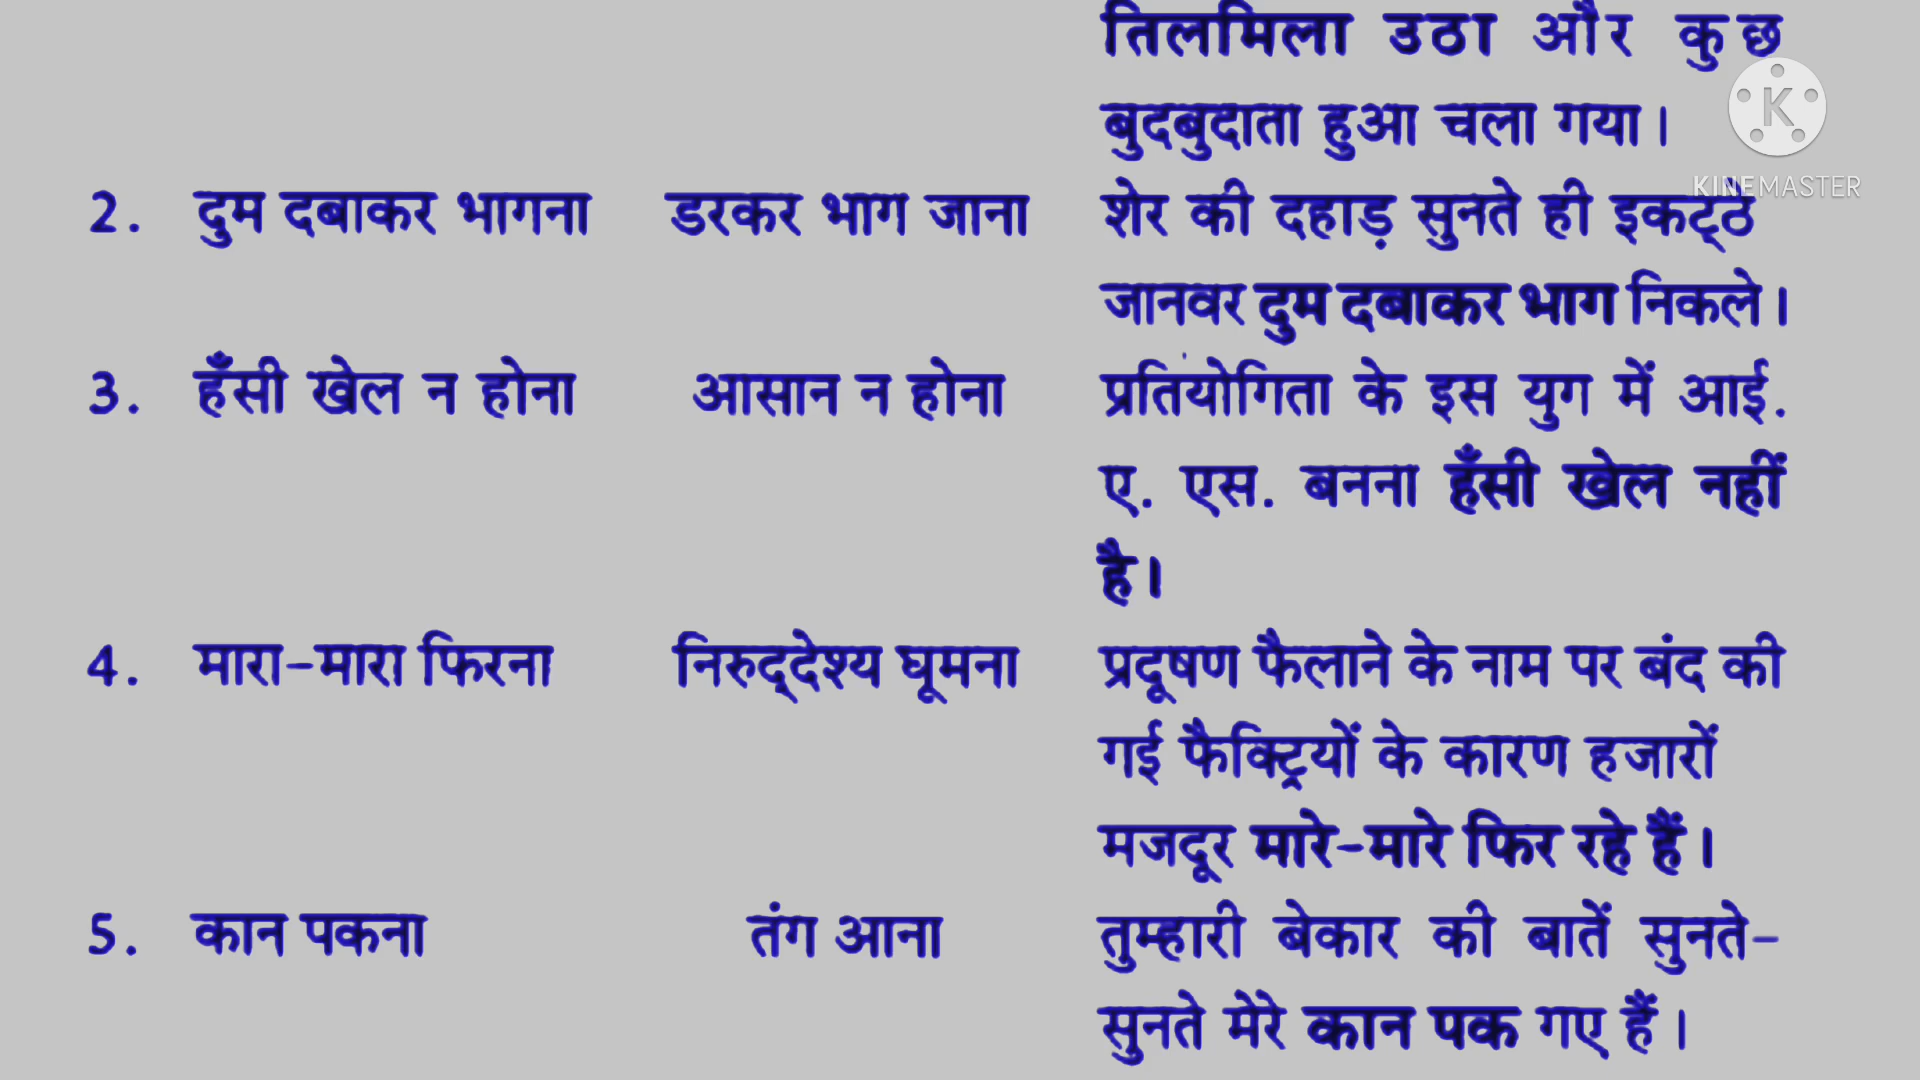 तिलमिला उठा और कुछ
बुदबुदाता हुआ चला गया।
KINEMASTER
2. दुम दबाकर भागना डरकर भाग जाना शेर की दहाड़ सुनते ही इकट्ठे
जानवर दुम दबाकर भाग निकले।
3. हँसी खेल न होना आसान न होना प्रतियोगिता के इस युग में आई.
ए. एस. बनना हँसी खेल नहीं
है।
4. मारा-मारा फिरना निरुद्देश्य घूमना प्रदूषण फैलाने के नाम पर बंद की
गई फैक्ट्रियों के कारण हजारों
मजदूर मारे-मारे फिर रहे हैं।
5. कान पकना तंग आना तुम्हारी बेकार की बातें सुनते-
सुनते मेरे कान पक गए हैं।